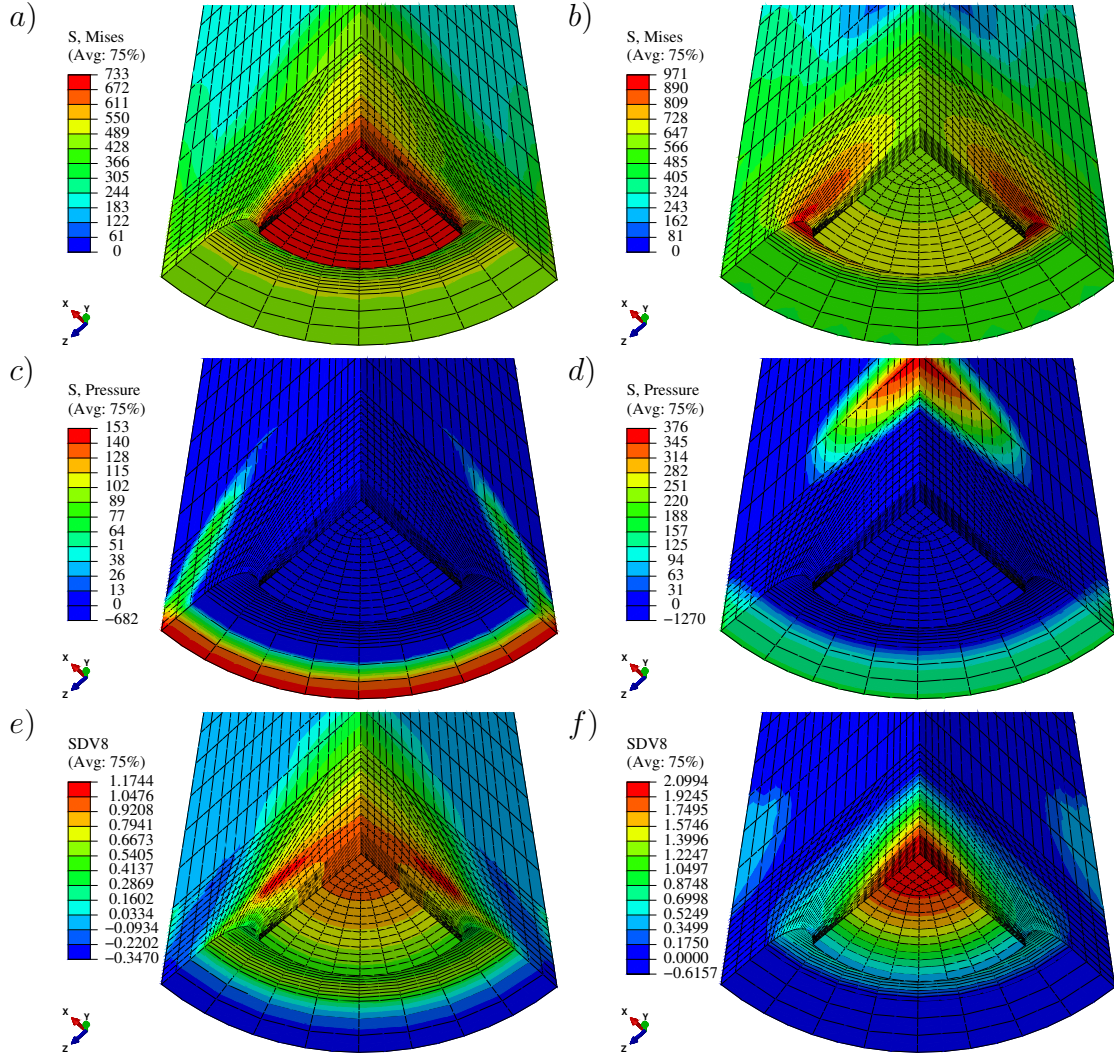 a)
S, Mises
(Avg: 75%)
733
672
611
550
489
428
366
305
244
183
122
61
0
X
Y
Z
b)
S, Mises
(Avg: 75%)
971
890
809
728
647
566
485
405
324
243
162
81
0
X
Y
Z
c)
S, Pressure
(Avg: 75%)
153
140
128
115
102
89
77
64
51
38
26
13
0
−682
X
Y
Z
d)
S, Pressure
(Avg: 75%)
376
345
314
282
251
220
188
157
125
94
63
31
0
−1270
X
Y
Z
e)
SDV8
(Avg: 75%)
1.1744
1.0476
0.9208
0.7941
0.6673
0.5405
0.4137
0.2869
0.1602
0.0334
−0.0934
−0.2202
−0.3470
X
Y
Z
f)
SDV8
(Avg: 75%)
2.0994
1.9245
1.7495
1.5746
1.3996
1.2247
1.0497
0.8748
0.6998
0.5249
0.3499
0.1750
0.0000
−0.6157
X
Y
Z